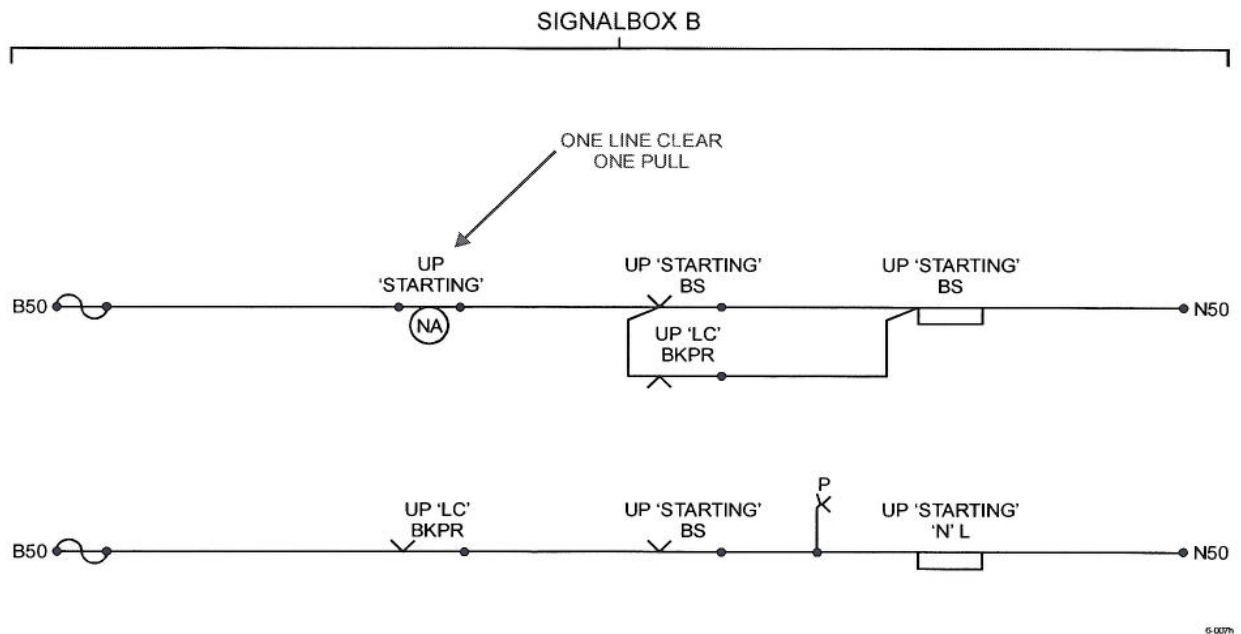 SIGNALBOX B
ONE LINE CLEAR
ONE PULL
UP
'STARTING'
UP 'STARTING'
BS
UP 'STARTING'
BS
B50
NA
N50
UP 'LC'
BKPR
P
UP 'LC'
BKPR
UP 'STARTING'
BS
UP 'STARTING'
'N' L
B50
N50
6-007h